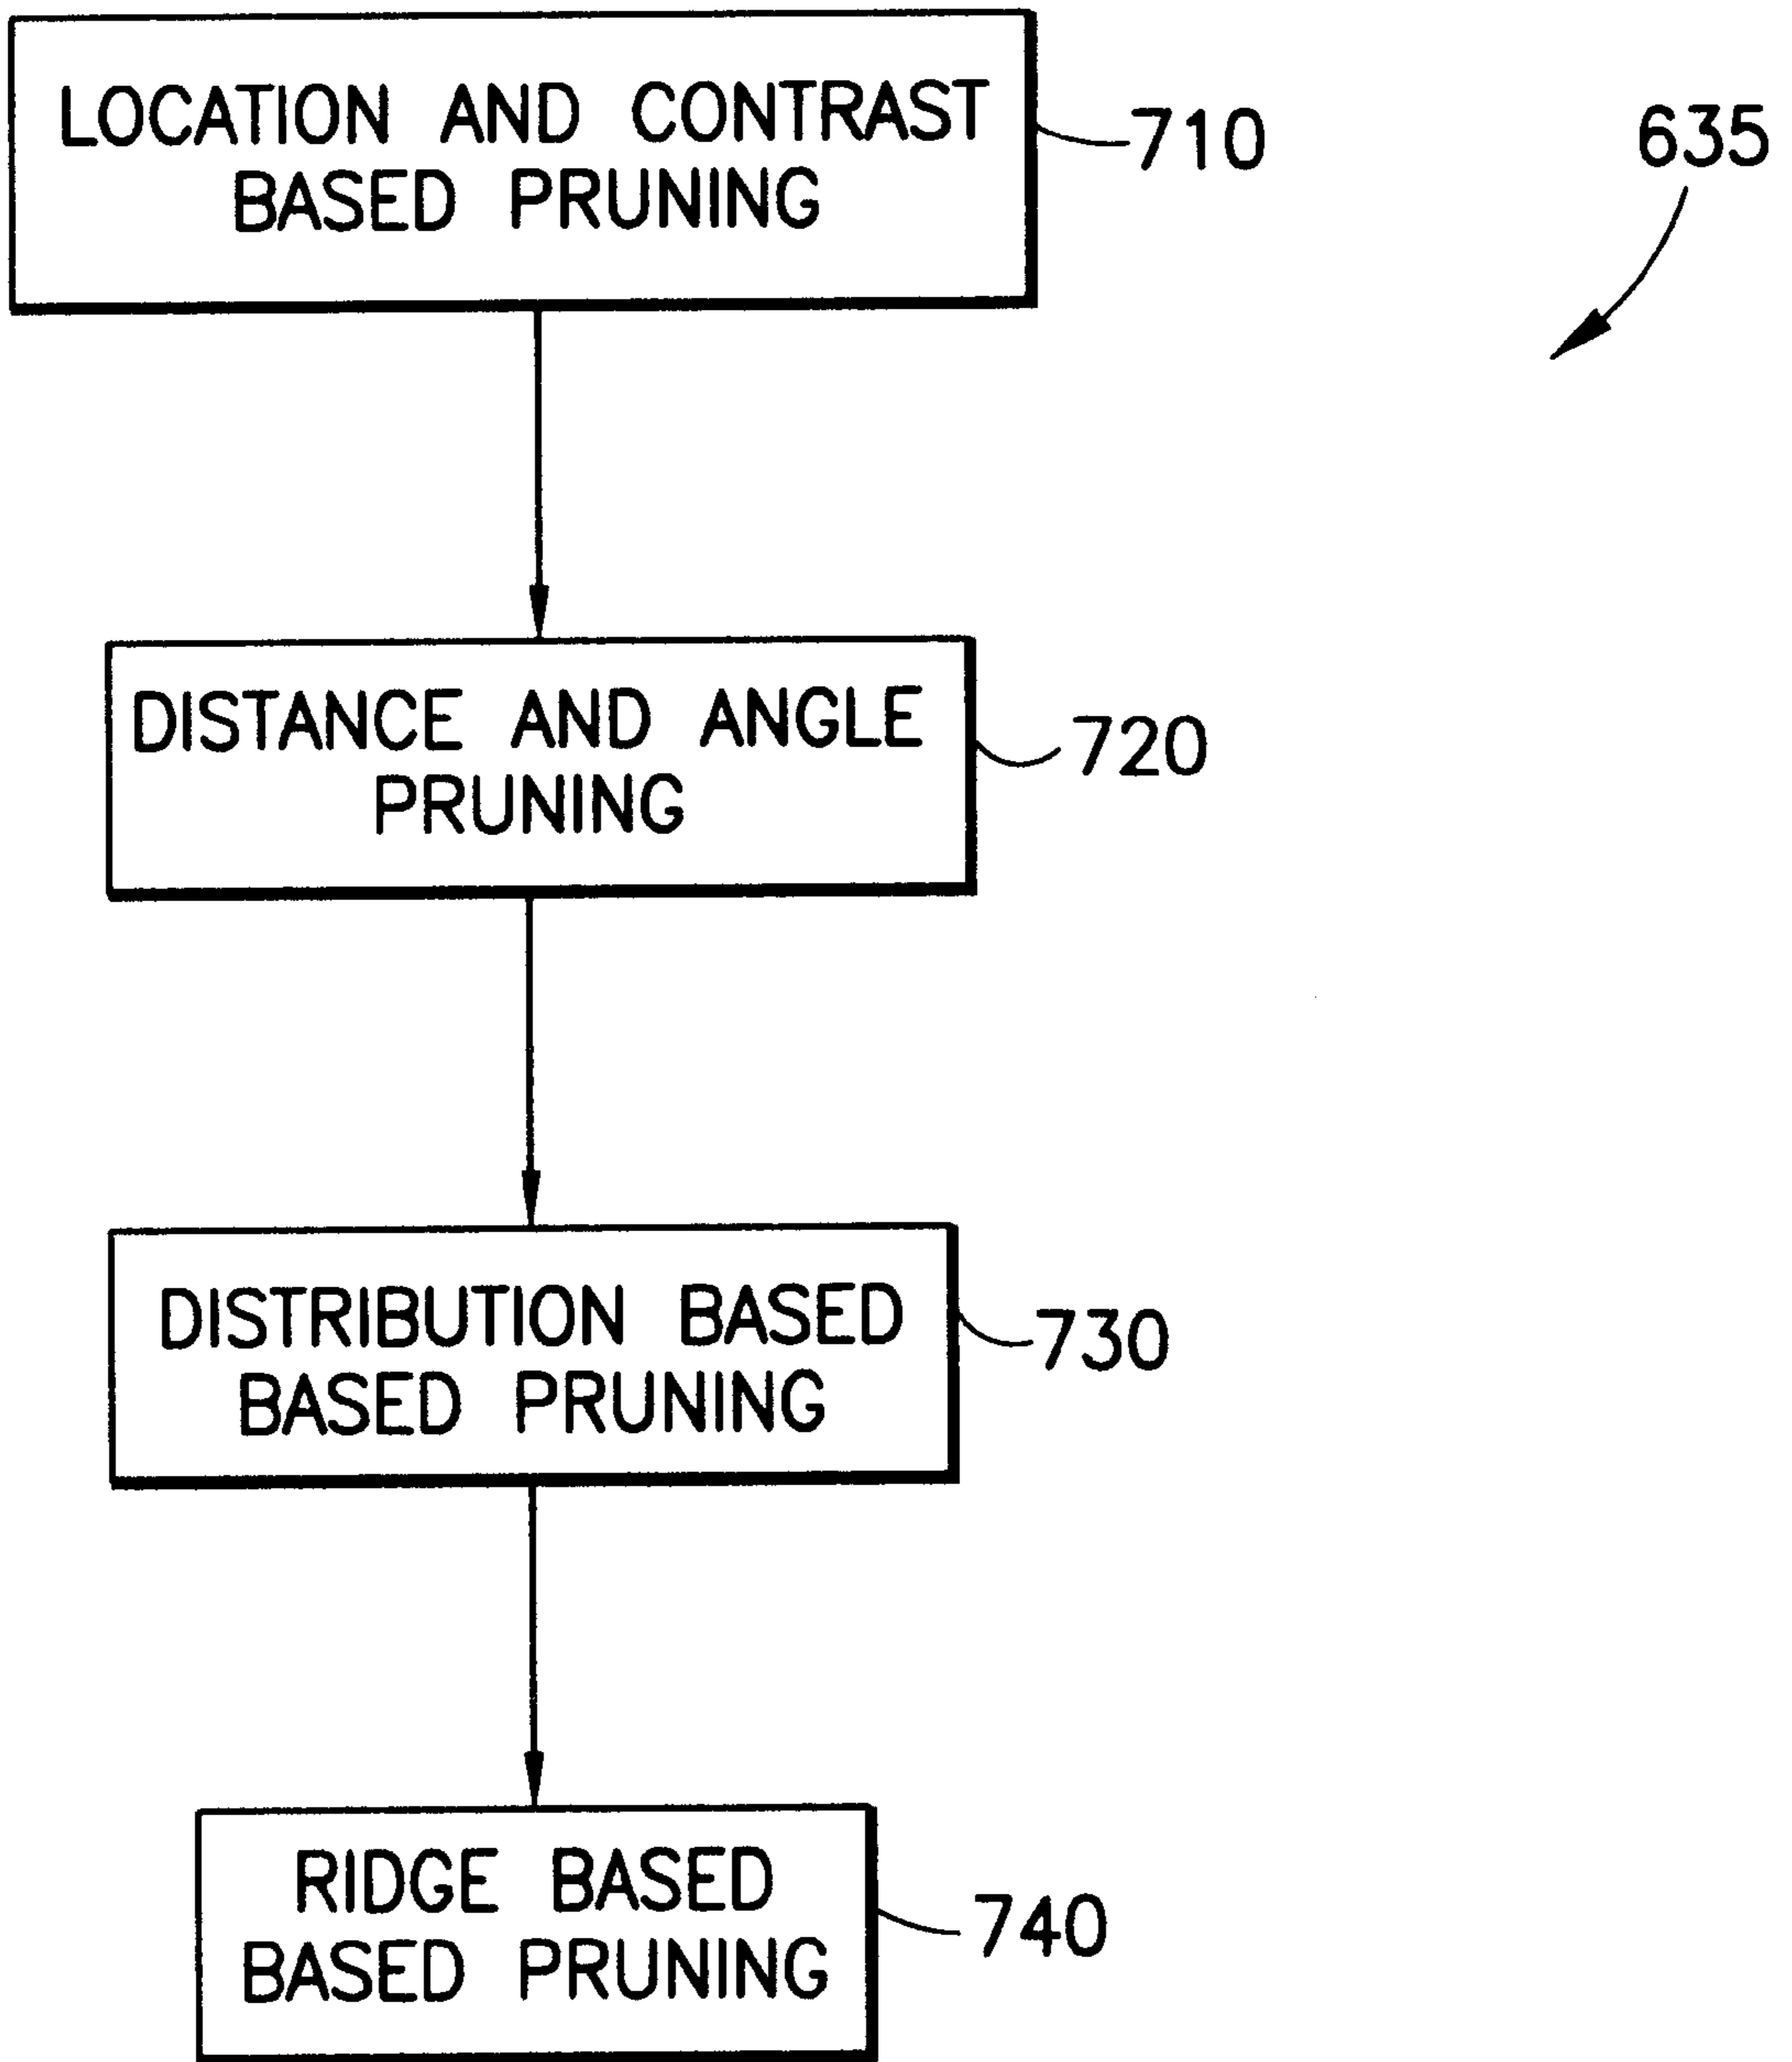 LOCATION AND CONTRAST
BASED PRUNING
710
635
DISTANCE AND ANGLE
PRUNING
720
DISTRIBUTION BASED
BASED PRUNING
730
RIDGE BASED
BASED PRUNING
740